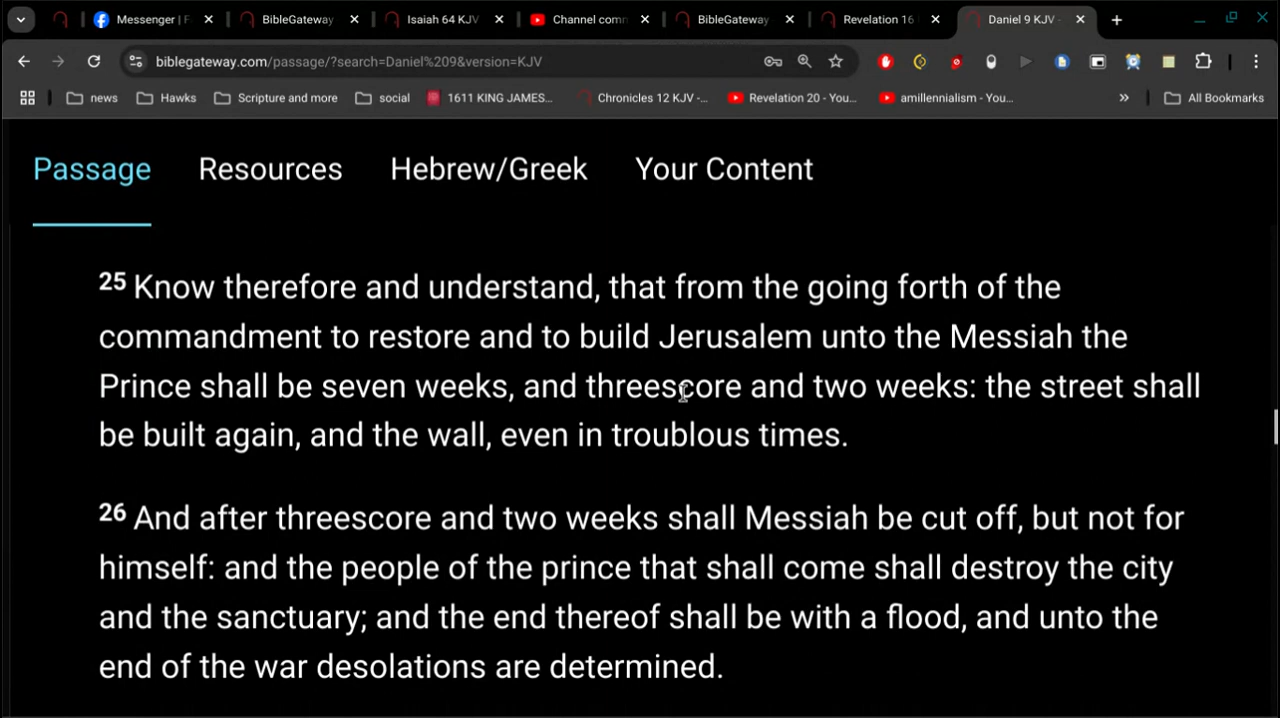 Messenger | F
BibleGateway
Isaiah 64 KJV
Channel comm
BibleGateway
Revelation 16
Daniel 9 KJV -
biblegateway.com/passage/?search=Daniel%209&version=KJV
news
Hawks
Scripture and more
social
1611 KING JAMES...
Chronicles 12 KJV -...
Revelation 20 - You...
amillennialism - You...
All Bookmarks
Passage
Resources
Hebrew/Greek
Your Content
25 Know therefore and understand, that from the going forth of the
commandment to restore and to build Jerusalem unto the Messiah the
Prince shall be seven weeks, and threescore and two weeks: the street shall
be built again, and the wall, even in troublous times.
26 And after threescore and two weeks shall Messiah be cut off, but not for
himself: and the people of the prince that shall come shall destroy the city
and the sanctuary; and the end thereof shall be with a flood, and unto the
end of the war desolations are determined.